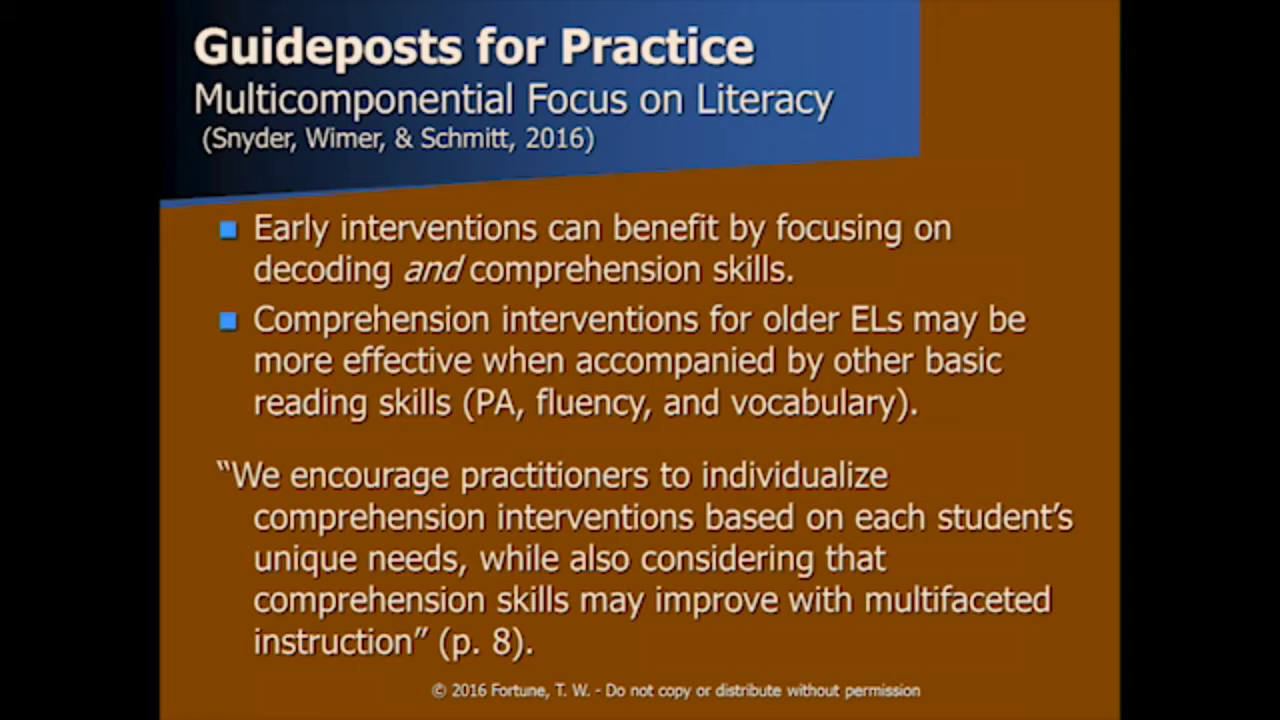 Guideposts for Practice
Multicomponential Focus on Literacy
(Snyder, Wimer, & Schmitt, 2016)
Early interventions can benefit by focusing on
decoding and comprehension skills.
Comprehension interventions for older ELs may be
more effective when accompanied by other basic
reading skills (PA, fluency, and vocabulary).
“We encourage practitioners to individualize
comprehension interventions based on each student’s
unique needs, while also considering that
comprehension skills may improve with multifaceted
instruction” (p. 8).
© 2016 Fortune, T. W. - Do not copy or distribute without permission